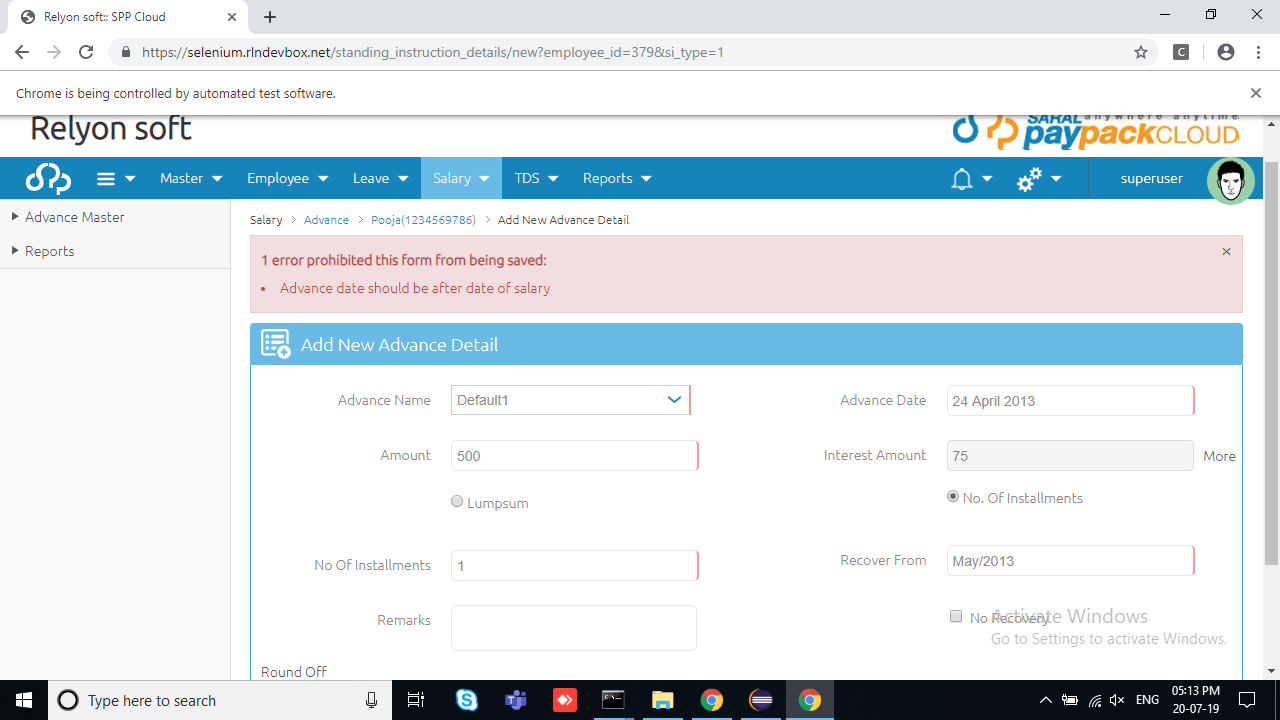 Relyon soft:: SPP Cloud
https://selenium.rlndevbox.net/standing_instruction_details/new?employee_id=379&si_type=1
C
Chrome is being controlled by automated test software.
Relyon soft
SARAL anywhere anytime
paypackCLOUD
Master Employee Leave Salary TDS Reports superuser
Advance Master
Reports
Salary > Advance > Pooja(1234569786) > Add New Advance Detail
1 error prohibited this form from being saved:
• Advance date should be after date of salary
Add New Advance Detail
Advance Name Default1 Advance Date 24 April 2013
Amount 500 Interest Amount 75 More
Lumpsum No. Of Installments
No Of Installments 1 Recover From May/2013
Remarks No Recovery
Activate Windows
Go to Settings to activate Windows.
Round Off
Type here to search
ENG 05:13 PM
20-07-19